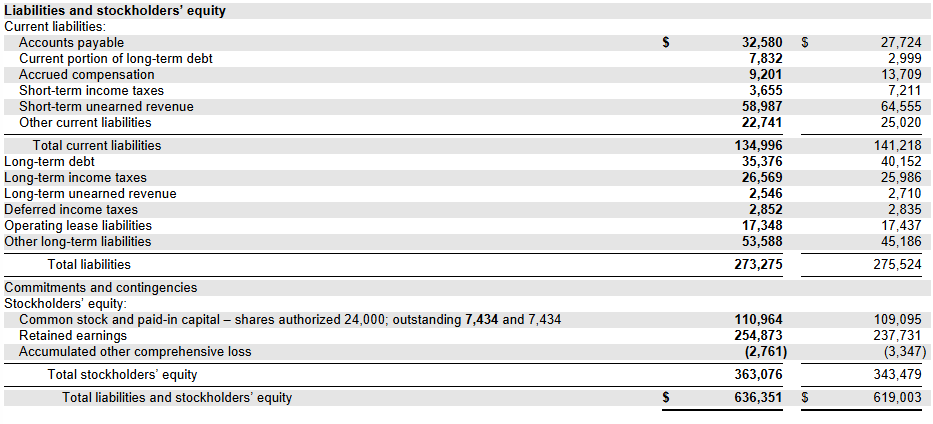 Liabilities and stockholders’ equity
Current liabilities:
Accounts payable $ 32,580 $ 27,724
Current portion of long-term debt 7,832 2,999
Accrued compensation 9,201 13,709
Short-term income taxes 3,655 7,211
Short-term unearned revenue 58,987 64,555
Other current liabilities 22,741 25,020
Total current liabilities 134,996 141,218
Long-term debt 35,376 40,152
Long-term income taxes 26,569 25,986
Long-term unearned revenue 2,546 2,710
Deferred income taxes 2,852 2,835
Operating lease liabilities 17,348 17,437
Other long-term liabilities 53,588 45,186
Total liabilities 273,275 275,524
Commitments and contingencies
Stockholders’ equity:
Common stock and paid-in capital – shares authorized 24,000; outstanding 7,434 and 7,434 110,964 109,095
Retained earnings 254,873 237,731
Accumulated other comprehensive loss (2,761) (3,347)
Total stockholders’ equity 363,076 343,479
Total liabilities and stockholders’ equity $ 636,351 $ 619,003